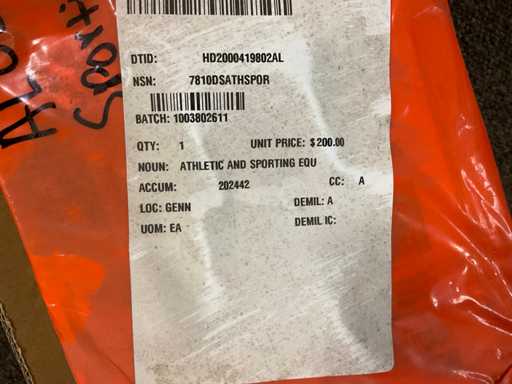 DTID: HD2000419802AL
NSN: 7810DSATHSPOR
BATCH: 1003802611
QTY: 1 UNIT PRICE: $200.00
NOUN: ATHLETIC AND SPORTING EQU
ACCUM: 202442 CC: A
LOC: GENN DEMIL: A
UOM: EA DEMIL IC: